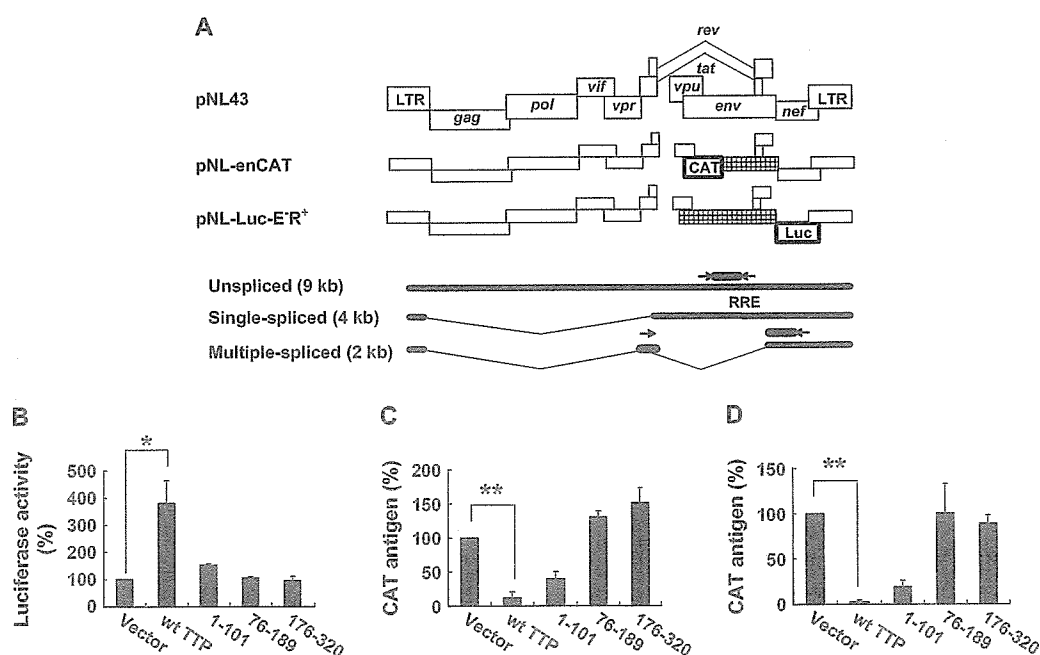 A
rev
tat
pNL43
LTR
gag
pol
vif
vpr
vpu
env
nef
LTR
pNL-enCAT
CAT
pNL-Luc-E⁻R⁺
Luc
Unspliced (9 kb)
RRE
Single-spliced (4 kb)
Multiple-spliced (2 kb)
B
Luciferase activity
(%)
500
400
300
200
100
0
*
Vector
wt TTP
1-101
76-189
176-320
C
CAT antigen (%)
200
150
100
50
0
**
Vector
wt TTP
1-101
76-189
176-320
D
CAT antigen (%)
150
100
50
0
**
Vector
wt TTP
1-101
76-189
176-320